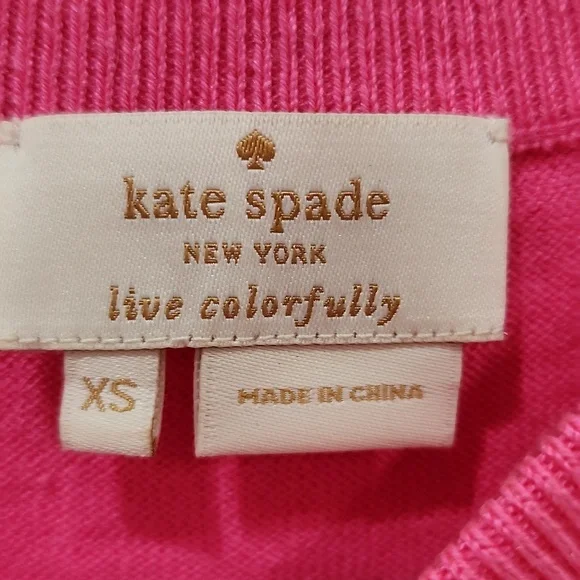 kate spade
NEW YORK
live colorfully
XS
MADE IN CHINA